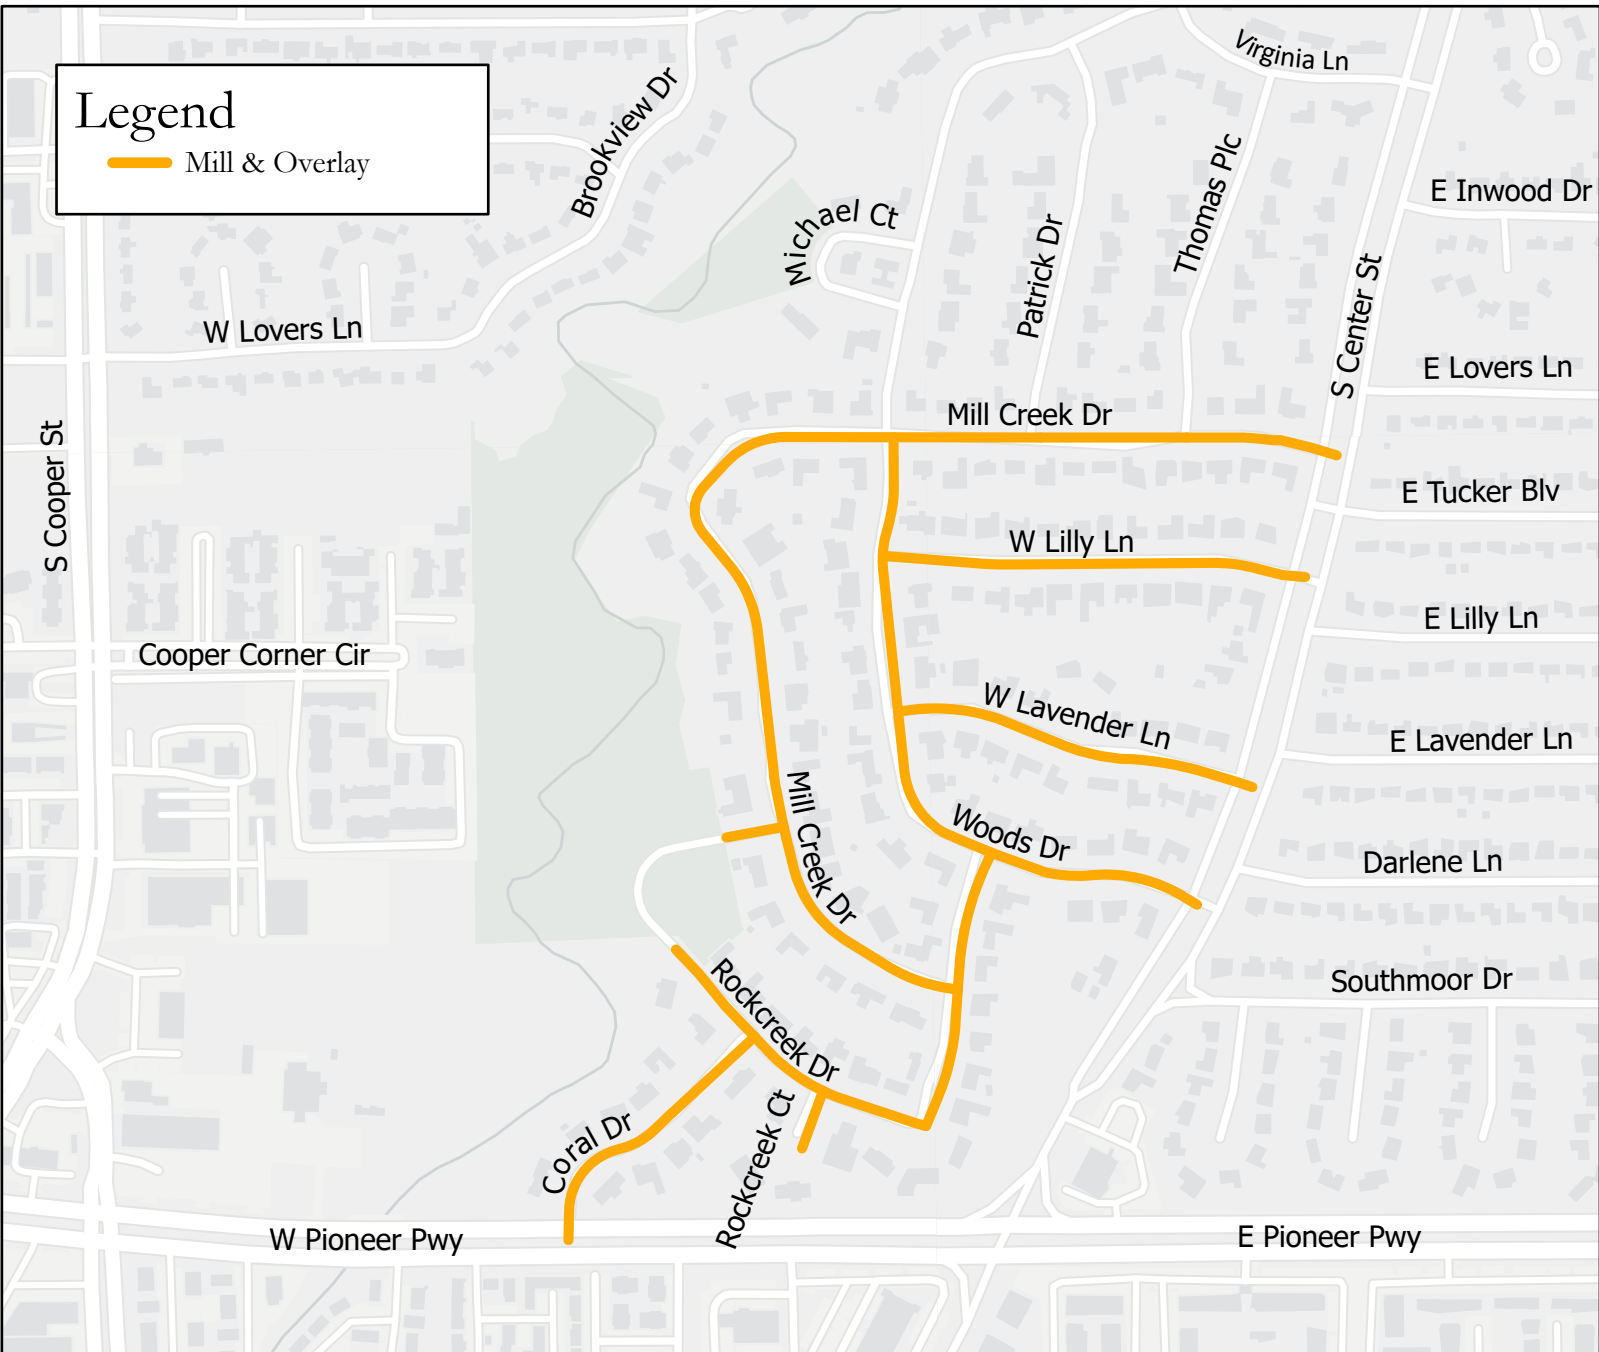 Virginia Ln
Legend
Mill & Overlay
Brookview Dr
Michael Ct
Patrick Dr
Thomas Plc
E Inwood Dr
W Lovers Ln
S Center St
E Lovers Ln
Mill Creek Dr
S Cooper St
E Tucker Blv
W Lilly Ln
E Lilly Ln
Cooper Corner Cir
W Lavender Ln
E Lavender Ln
Mill Creek Dr
Woods Dr
Darlene Ln
Rockcreek Dr
Southmoor Dr
Coral Dr
Rockcreek Ct
W Pioneer Pwy
E Pioneer Pwy